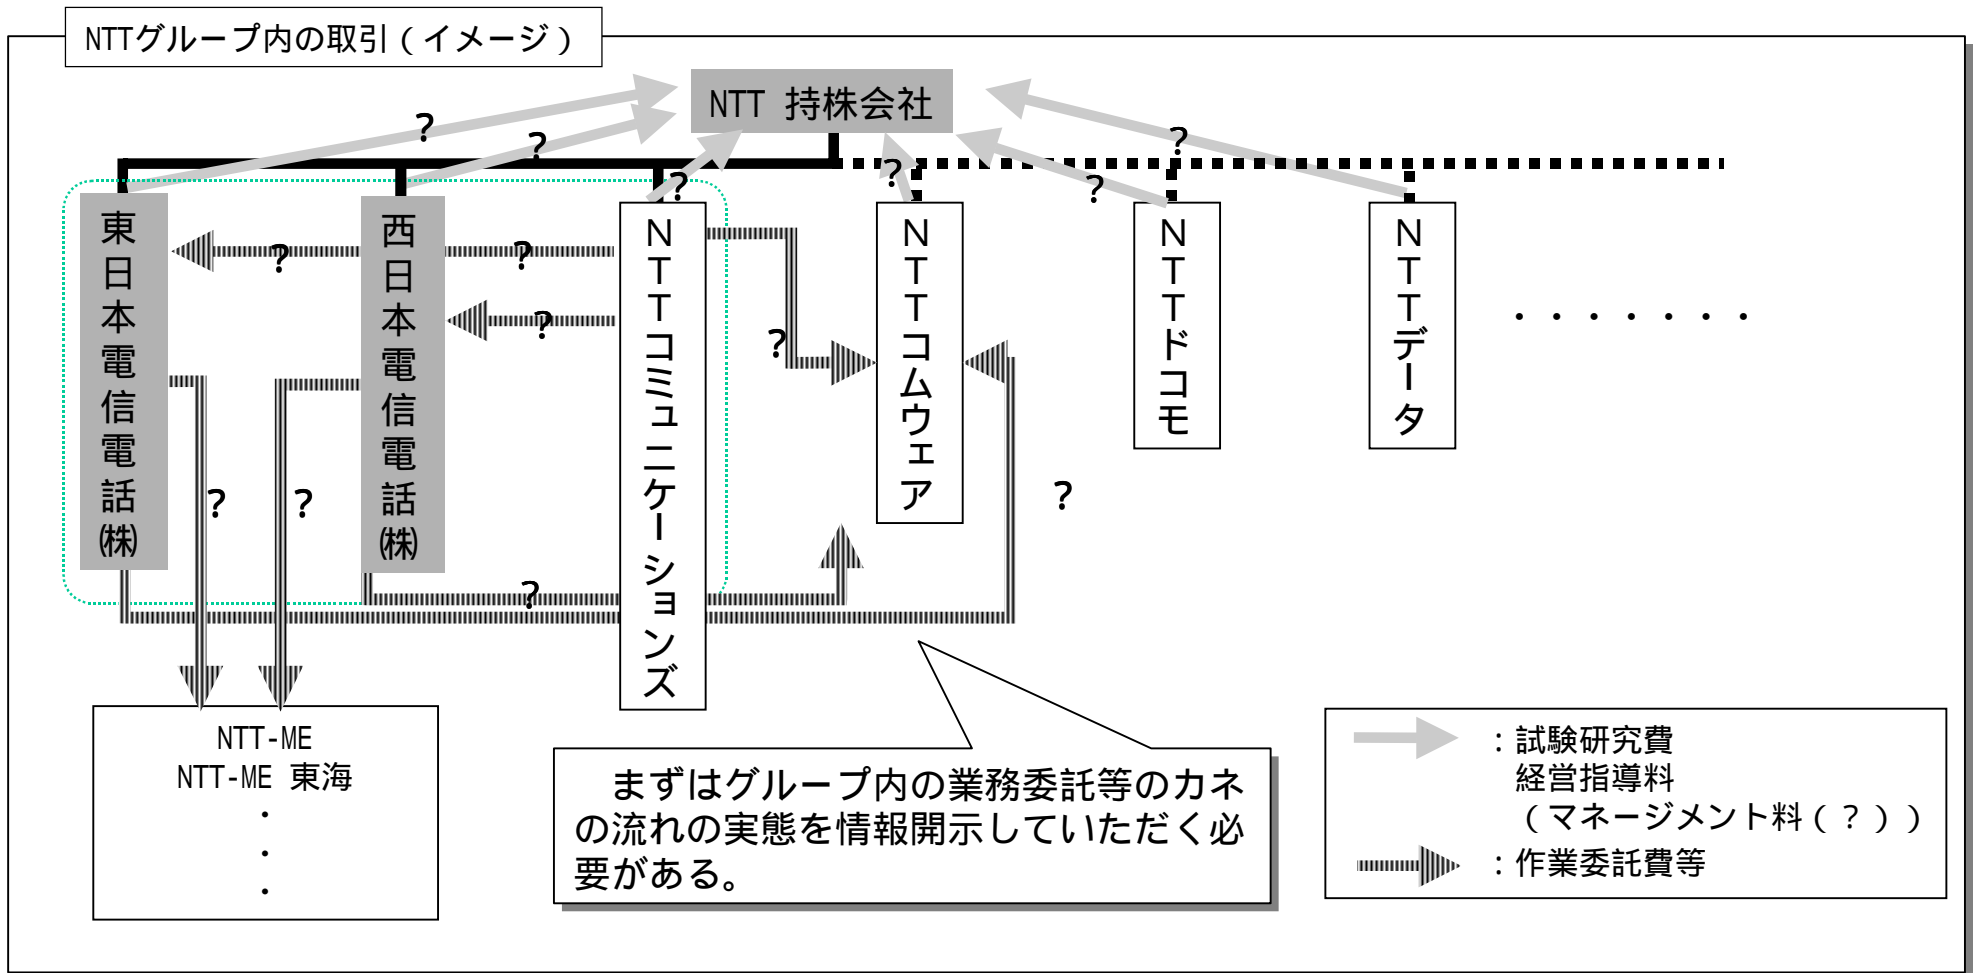 NTTグループ内の取引（イメージ）
NTT 持株会社
?
?
?
?
?
?
東日本電信電話㈱
西日本電信電話㈱
NTTコミュニケーションズ
NTTコムウェア
NTTドコモ
NTTデータ
・・・・・・・
?
?
?
?
?
?
?
?
NTT-ME
NTT-ME 東海
・
・
・
まずはグループ内の業務委託等のカネ
の流れの実態を情報開示していただく必
要がある。
：試験研究費
経営指導料
（マネージメント料（？））
：作業委託費等